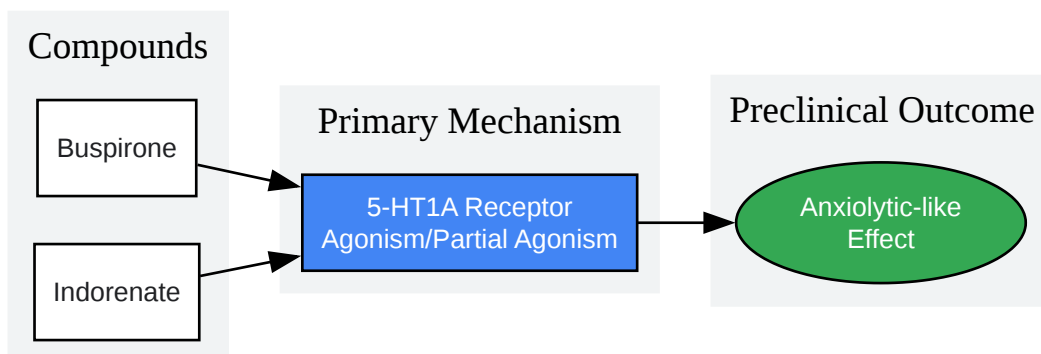 Compounds
Buspirone
Indorenate
Primary Mechanism
5-HT1A Receptor
Agonism/Partial Agonism
Preclinical Outcome
Anxiolytic-like
Effect